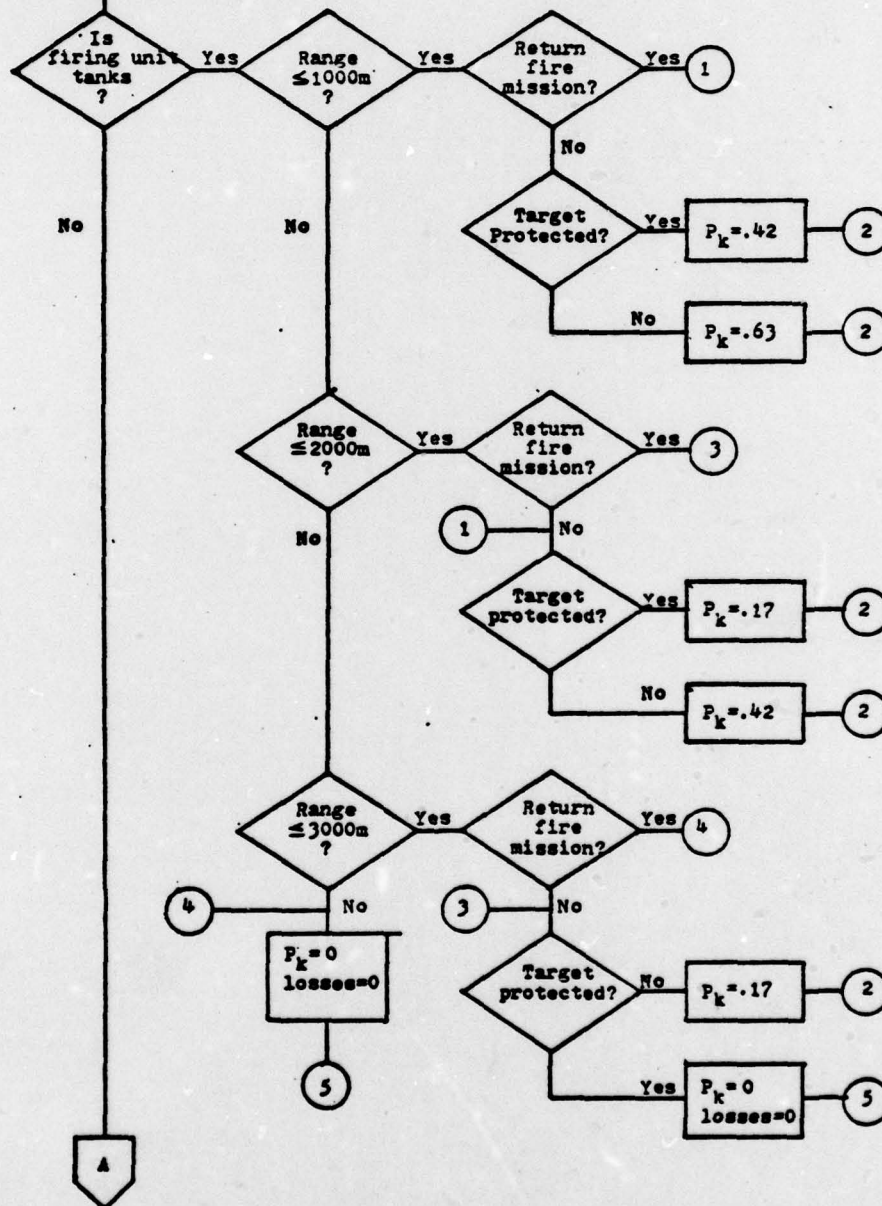 Is
firing unit
tanks
?
Yes
Range
≤1000m
?
Yes
Return
fire
mission?
Yes
1
No
No
No
Target
Protected?
Yes
P_k=.42
2
No
P_k=.63
2
Range
≤2000m
?
Yes
Return
fire
mission?
Yes
3
No
1
No
Target
protected?
Yes
P_k=.17
2
No
P_k=.42
2
Range
≤3000m
?
Yes
Return
fire
mission?
Yes
4
4
No
3
No
P_k=0
losses=0
Target
protected?
No
P_k=.17
2
5
Yes
P_k=0
losses=0
5
A